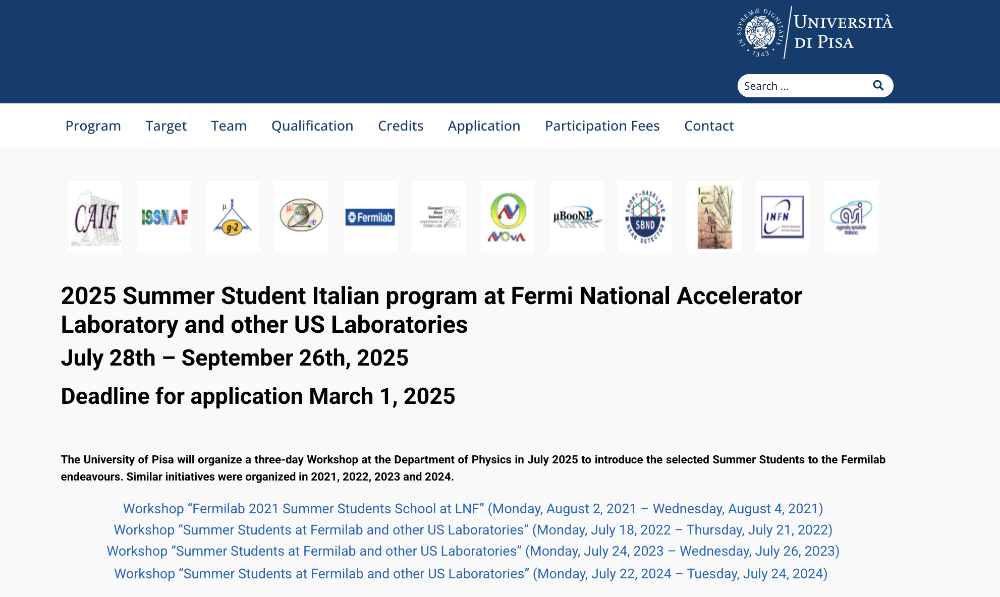 IN SUPREMÆ DIGNITATIS
• 1343 •
UNIVERSITÀ
DI PISA
Search ...
Program Target Team Qualification Credits Application Participation Fees Contact
CAIF
ISSNAF
µ
g-2
µ
MU2e
e
Fermilab
Compact
Muon
Solenoid
experiment at
CERN's LHC
CMS
NOvA
µBooNE
SHORT-BASELINE
SBND
NEAR DETECTOR
ICARUS
INFN
Istituto Nazionale
di Fisica Nucleare
asi
agenzia spaziale
italiana
2025 Summer Student Italian program at Fermi National Accelerator
Laboratory and other US Laboratories
July 28th – September 26th, 2025
Deadline for application March 1, 2025
The University of Pisa will organize a three-day Workshop at the Department of Physics in July 2025 to introduce the selected Summer Students to the Fermilab
endeavours. Similar initiatives were organized in 2021, 2022, 2023 and 2024.
Workshop “Fermilab 2021 Summer Students School at LNF” (Monday, August 2, 2021 – Wednesday, August 4, 2021)
Workshop “Summer Students at Fermilab and other US Laboratories” (Monday, July 18, 2022 – Thursday, July 21, 2022)
Workshop “Summer Students at Fermilab and other US Laboratories” (Monday, July 24, 2023 – Wednesday, July 26, 2023)
Workshop “Summer Students at Fermilab and other US Laboratories” (Monday, July 22, 2024 – Tuesday, July 24, 2024)